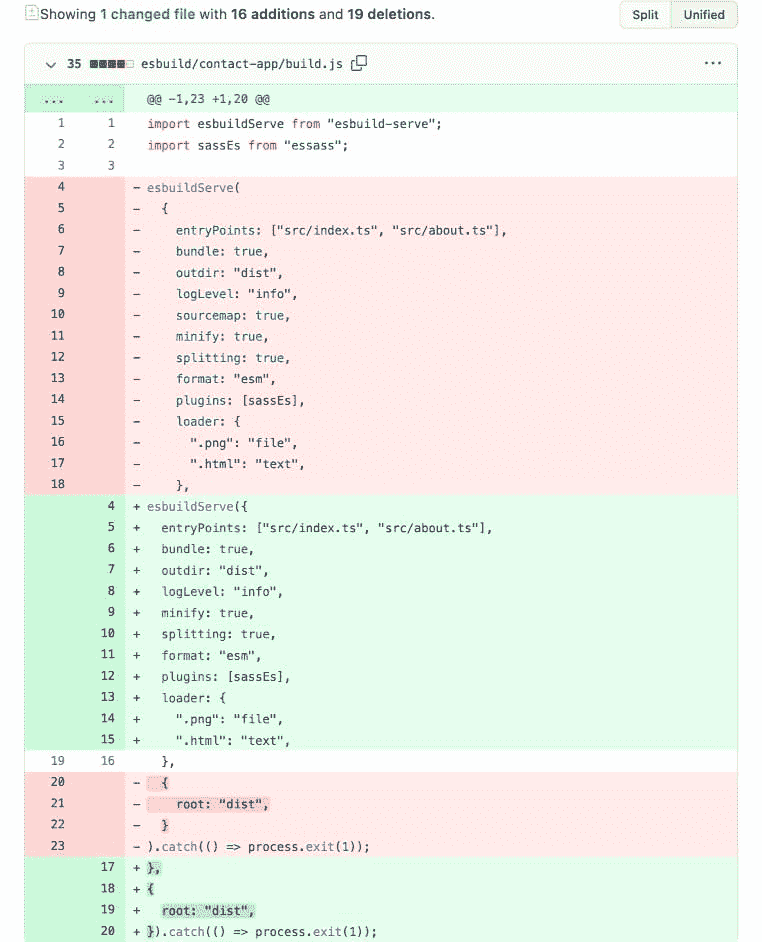 Showing 1 changed file with 16 additions and 19 deletions.
Split Unified
35 esbuild/contact-app/build.js ...
... ... @@ -1,23 +1,20 @@
1 1 import esbuildServe from "esbuild-serve";
2 2 import sassEs from "essass";
3 3
4 - esbuildServe(
5 - {
6 - entryPoints: ["src/index.ts", "src/about.ts"],
7 - bundle: true,
8 - outdir: "dist",
9 - logLevel: "info",
10 - sourcemap: true,
11 - minify: true,
12 - splitting: true,
13 - format: "esm",
14 - plugins: [sassEs],
15 - loader: {
16 - ".png": "file",
17 - ".html": "text",
18 - },
4 + esbuildServe({
5 + entryPoints: ["src/index.ts", "src/about.ts"],
6 + bundle: true,
7 + outdir: "dist",
8 + logLevel: "info",
9 + minify: true,
10 + splitting: true,
11 + format: "esm",
12 + plugins: [sassEs],
13 + loader: {
14 + ".png": "file",
15 + ".html": "text",
19 16 },
20 - {
21 - root: "dist",
22 - }
23 - ).catch(() => process.exit(1));
17 + },
18 + {
19 + root: "dist",
20 + }).catch(() => process.exit(1));